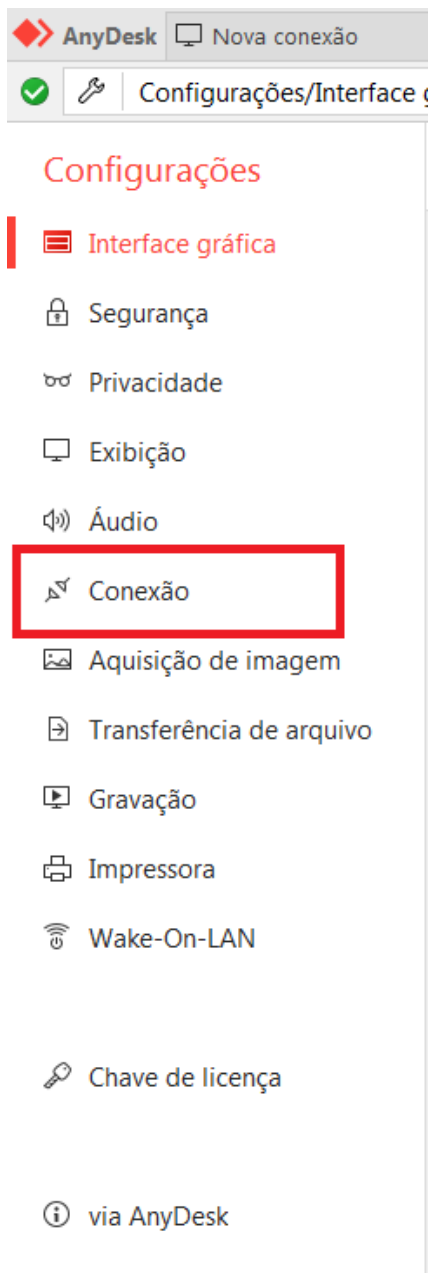 AnyDesk Nova conexão
Configurações/Interface
Configurações
Interface gráfica
Segurança
Privacidade
Exibição
Áudio
Conexão
Aquisição de imagem
Transferência de arquivo
Gravação
Impressora
Wake-On-LAN
Chave de licença
via AnyDesk